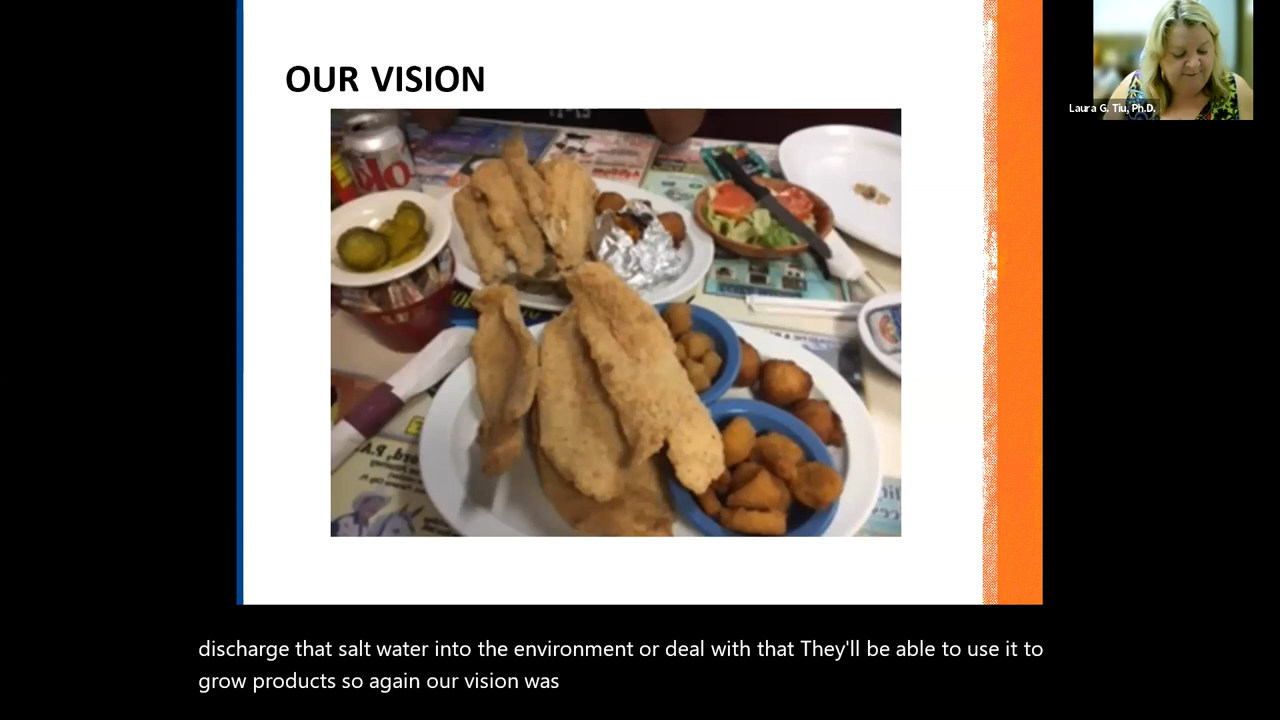 OUR VISION
Laura G. Tiu, Ph.D.
discharge that salt water into the environment or deal with that They'll be able to use it to
grow products so again our vision was